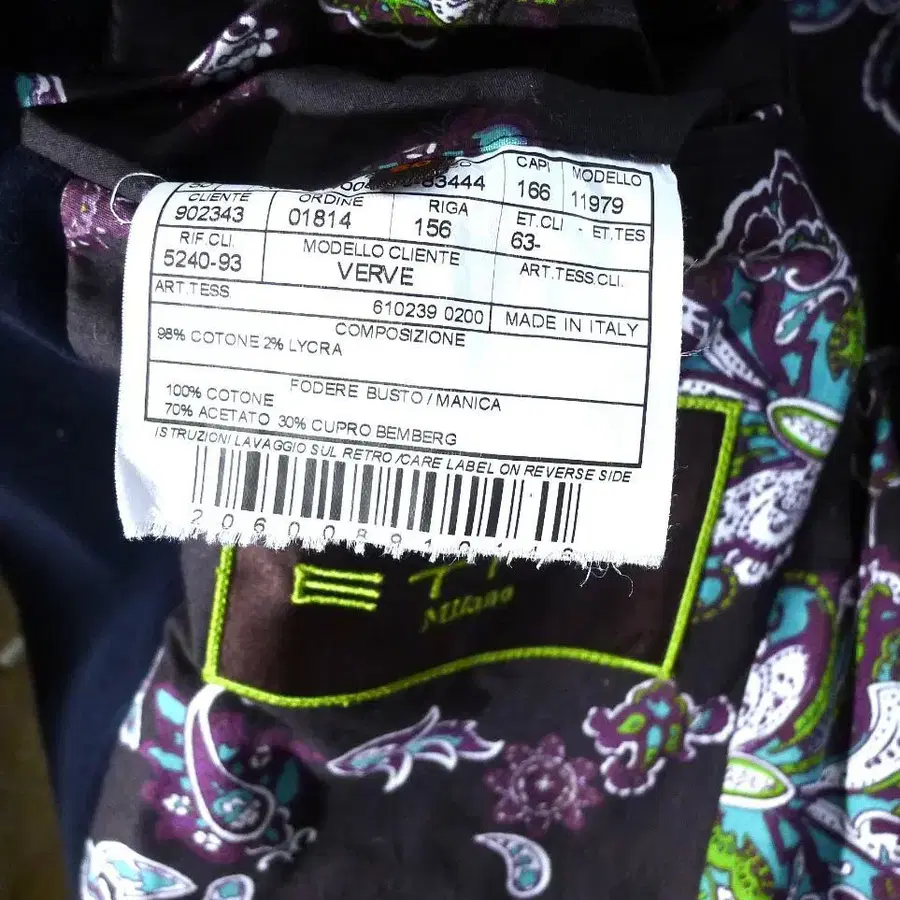 83444 CAPI MODELLO
166 11979
CLIENTE ORDINE RIGA ET.CLI - ET.TES
902343 01814 156 63-
RIF.CLI. MODELLO CLIENTE ART.TESS.CLI.
5240-93 VERVE
ART.TESS. 610239 0200 MADE IN ITALY
COMPOSIZIONE
98% COTONE 2% LYCRA
FODERE BUSTO/MANICA
100% COTONE
70% ACETATO 30% CUPRO BEMBERG
ISTRUZIONI LAVAGGIO SUL RETRO/CARE LABEL ON REVERSE SIDE
Milano